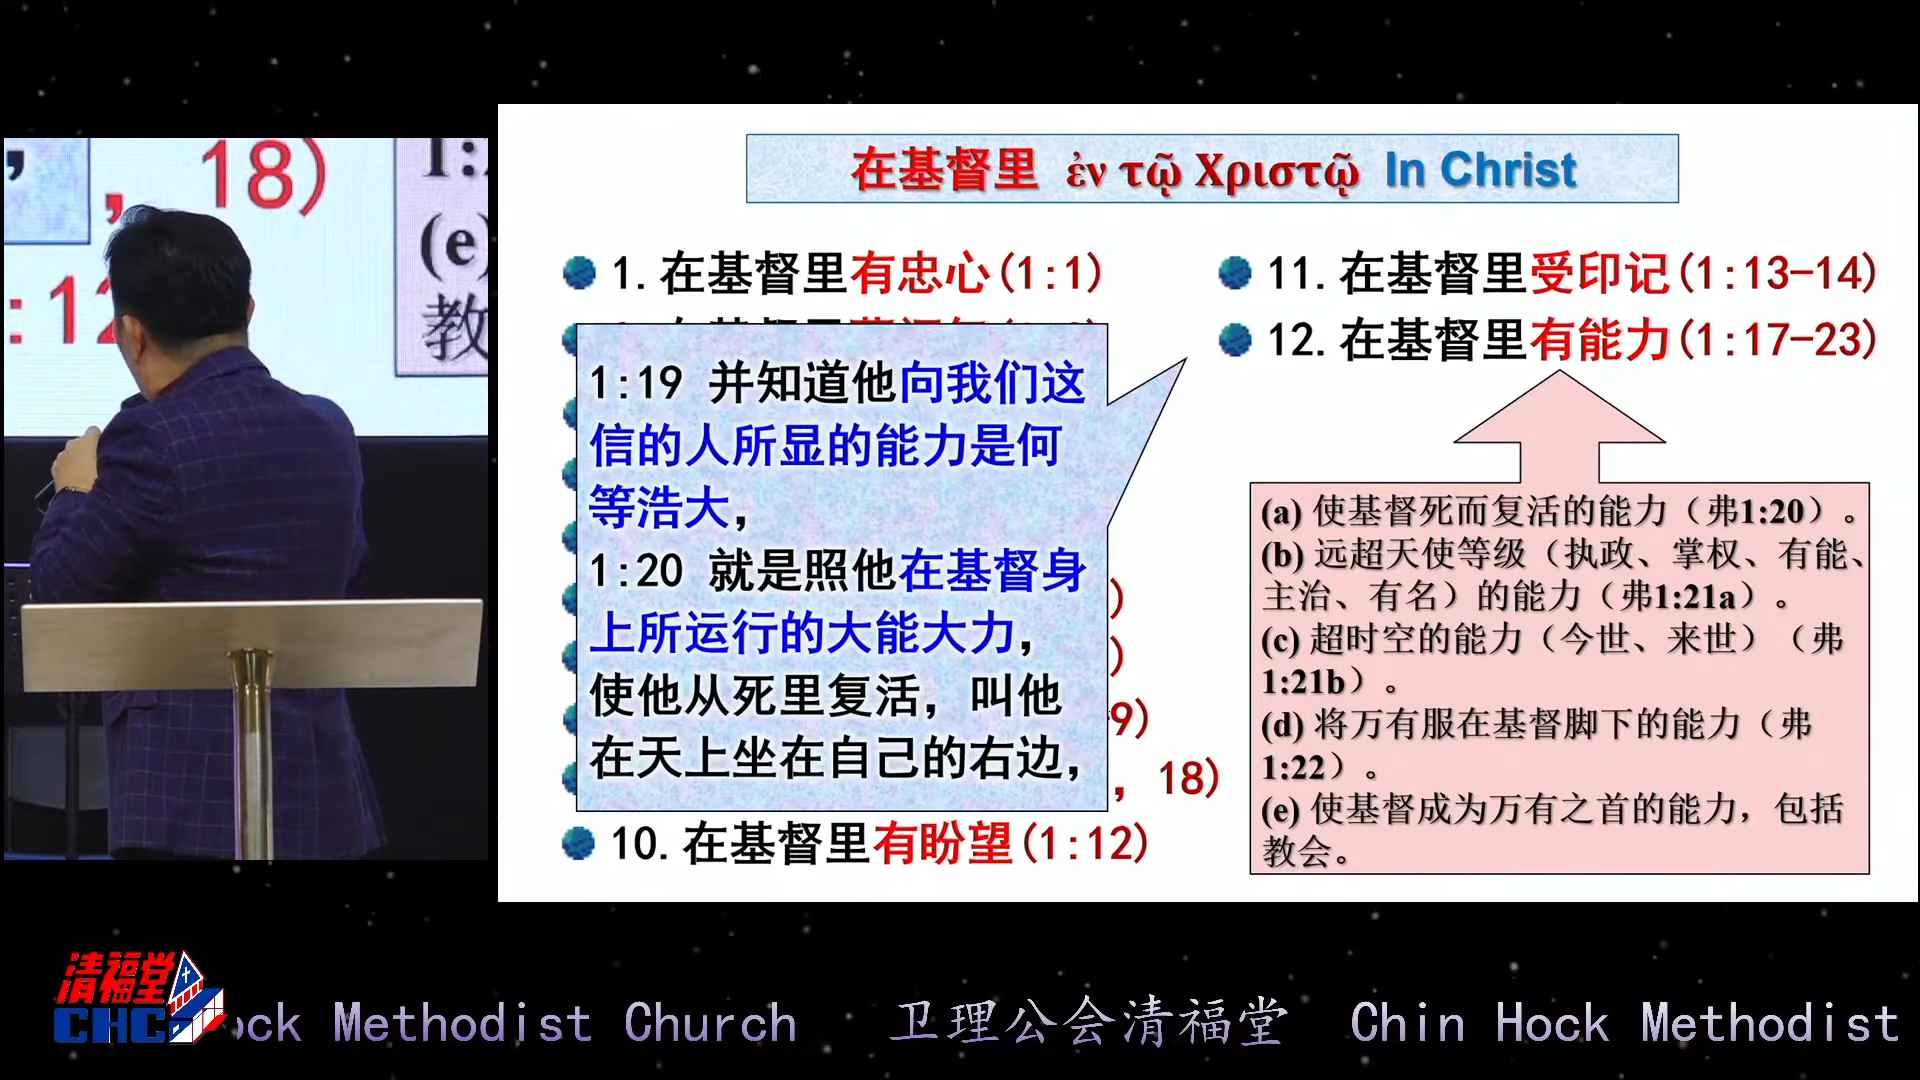 , 18)
1:
(e)
: 12
教
在基督里 ἐν τῷ Χριστῷ In Christ
1.在基督里有忠心(1:1)
1:19 并知道他向我们这
信的人所显的能力是何
等浩大,
1:20 就是照他在基督身
上所运行的大能大力,
使他从死里复活, 叫他
在天上坐在自己的右边,
)
)
9)
, 18)
10.在基督里有盼望(1:12)
11.在基督里受印记(1:13-14)
12.在基督里有能力(1:17-23)
(a) 使基督死而复活的能力（弗1:20）。
(b) 远超天使等级（执政、掌权、有能、
主治、有名）的能力（弗1:21a）。
(c) 超时空的能力（今世、来世）（弗
1:21b）。
(d) 将万有服在基督脚下的能力（弗
1:22）。
(e) 使基督成为万有之首的能力，包括
教会。
清福堂
CHC
ock Methodist Church 卫理公会清福堂 Chin Hock Methodist